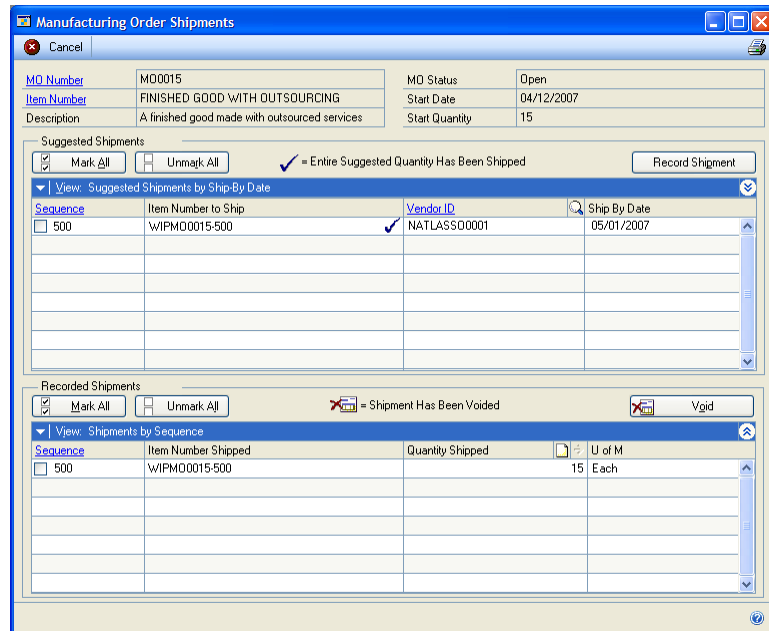 Manufacturing Order Shipments
Cancel
MO Number MO0015 MO Status Open
Item Number FINISHED GOOD WITH OUTSOURCING Start Date 04/12/2007
Description A finished good made with outsourced services Start Quantity 15
Suggested Shipments
Mark All Unmark All = Entire Suggested Quantity Has Been Shipped Record Shipment
View: Suggested Shipments by Ship-By Date
Sequence Item Number to Ship Vendor ID Ship By Date
500 WIPMO0015-500 NATLASSO0001 05/01/2007
Recorded Shipments
Mark All Unmark All = Shipment Has Been Voided Void
View: Shipments by Sequence
Sequence Item Number Shipped Quantity Shipped U of M
500 WIPMO0015-500 15 Each